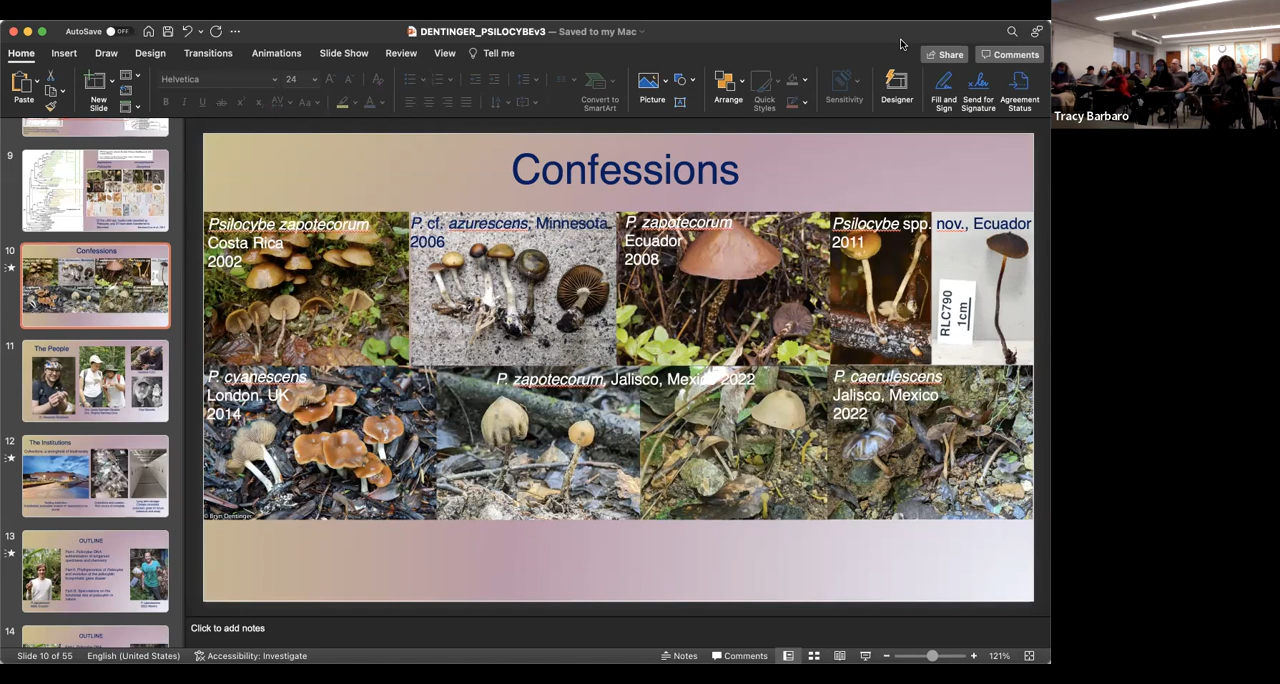 AutoSave OFF
DENTINGER_PSILOCYBEv3 — Saved to my Mac
Home Insert Draw Design Transitions Animations Slide Show Review View Tell me
Share Comments
Paste
New
Slide
Helvetica 24
Convert to
SmartArt
Picture
Arrange
Quick
Styles
Sensitivity
Designer
Fill and
Sign
Send for
Signature
Agreement
Status
Tracy Barbaro
9
10
Confessions
11
The People
12
The Institutions
13
OUTLINE
14
OUTLINE
Confessions
Psilocybe zapotecorum
Costa Rica
2002
P. cf. azurescens, Minnesota
2006
P. zapotecorum
Ecuador
2008
Psilocybe spp. nov., Ecuador
2011
RLC790
1cm
P. cyanescens
London, UK
2014
© Bryn Dentinger
P. zapotecorum, Jalisco, Mexico 2022
P. caerulescens
Jalisco, Mexico
2022
Click to add notes
Slide 10 of 55 English (United States) Accessibility: Investigate
Notes Comments 121%